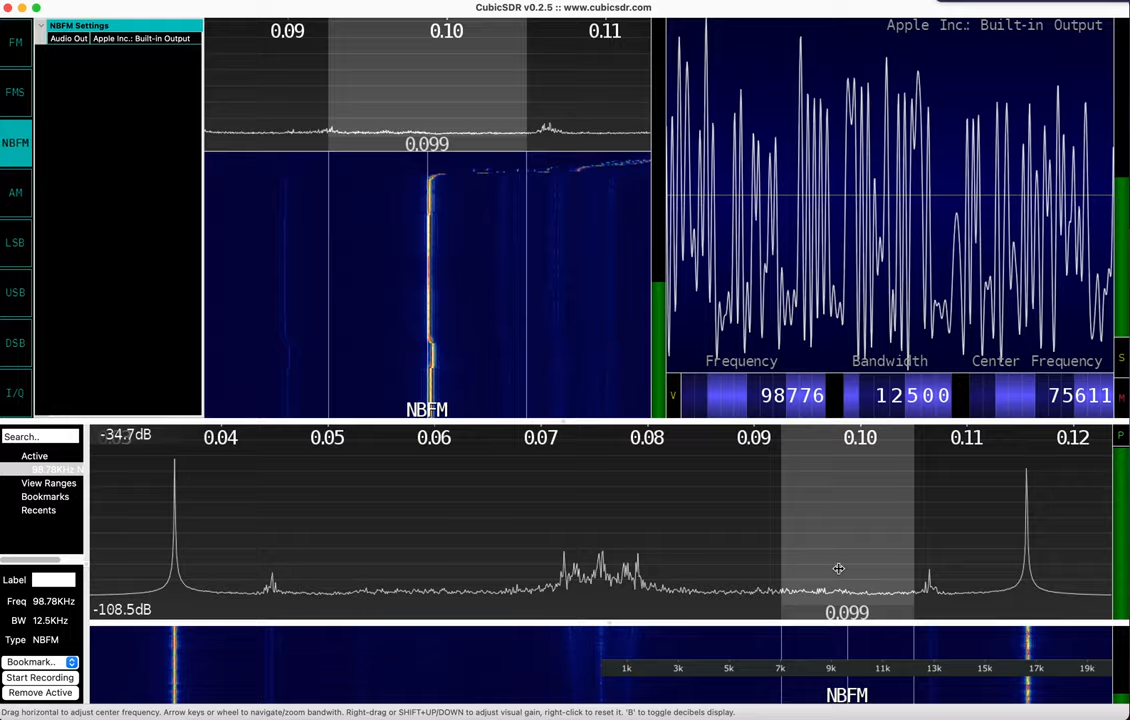 CubicSDR v0.2.5 :: www.cubicsdr.com
FM
FMS
NBFM
AM
LSB
USB
DSB
I/Q
NBFM Settings
Audio Out Apple Inc.: Built-in Output
0.09 0.10 0.11
0.099
NBFM
Apple Inc.: Built-in Output
Frequency Bandwidth Center Frequency
V 98776 12500 75611
S
M
P
Search..
Active
98.78KHz N
View Ranges
Bookmarks
Recents
Label
Freq 98.78KHz
BW 12.5KHz
Type NBFM
Bookmark..
Start Recording
Remove Active
-34.7dB 0.04 0.05 0.06 0.07 0.08 0.09 0.10 0.11 0.12
-108.5dB
0.099
1k 3k 5k 7k 9k 11k 13k 15k 17k 19k
NBFM
Drag horizontal to adjust center frequency. Arrow keys or wheel to navigate/zoom bandwith. Right-drag or SHIFT+UP/DOWN to adjust visual gain, right-click to reset it. 'B' to toggle decibels display.